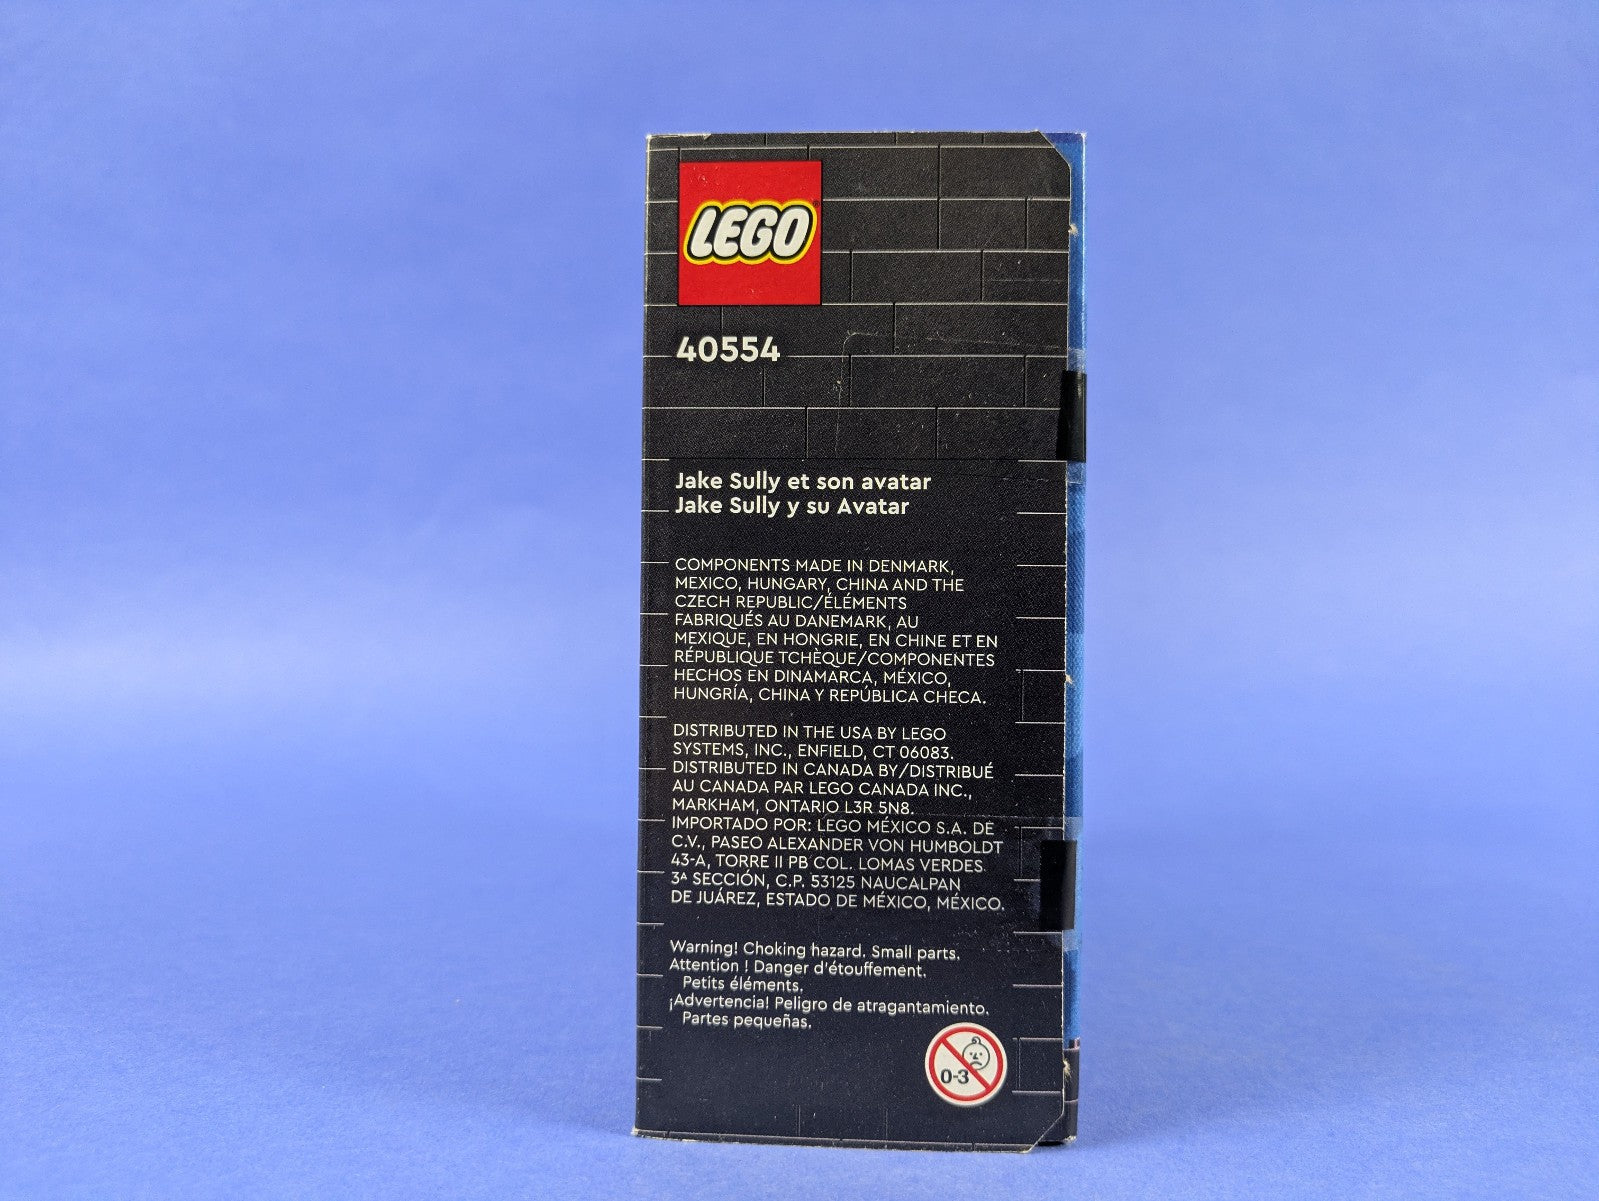 LEGO
40554
Jake Sully et son avatar
Jake Sully y su Avatar
COMPONENTS MADE IN DENMARK,
MEXICO, HUNGARY, CHINA AND THE
CZECH REPUBLIC/ÉLÉMENTS
FABRIQUÉS AU DANEMARK, AU
MEXIQUE, EN HONGRIE, EN CHINE ET EN
RÉPUBLIQUE TCHÈQUE/COMPONENTES
HECHOS EN DINAMARCA, MÉXICO,
HUNGRÍA, CHINA Y REPÚBLICA CHECA.
DISTRIBUTED IN THE USA BY LEGO
SYSTEMS, INC., ENFIELD, CT 06083.
DISTRIBUTED IN CANADA BY/DISTRIBUÉ
AU CANADA PAR LEGO CANADA INC.,
MARKHAM, ONTARIO L3R 5N8.
IMPORTADO POR: LEGO MÉXICO S.A. DE
C.V., PASEO ALEXANDER VON HUMBOLDT
43-A, TORRE II PB COL. LOMAS VERDES
3ᴬ SECCIÓN, C.P. 53125 NAUCALPAN
DE JUÁREZ, ESTADO DE MÉXICO, MÉXICO.
Warning! Choking hazard. Small parts.
Attention ! Danger d'étouffement.
Petits éléments.
¡Advertencia! Peligro de atragantamiento.
Partes pequeñas.
0-3